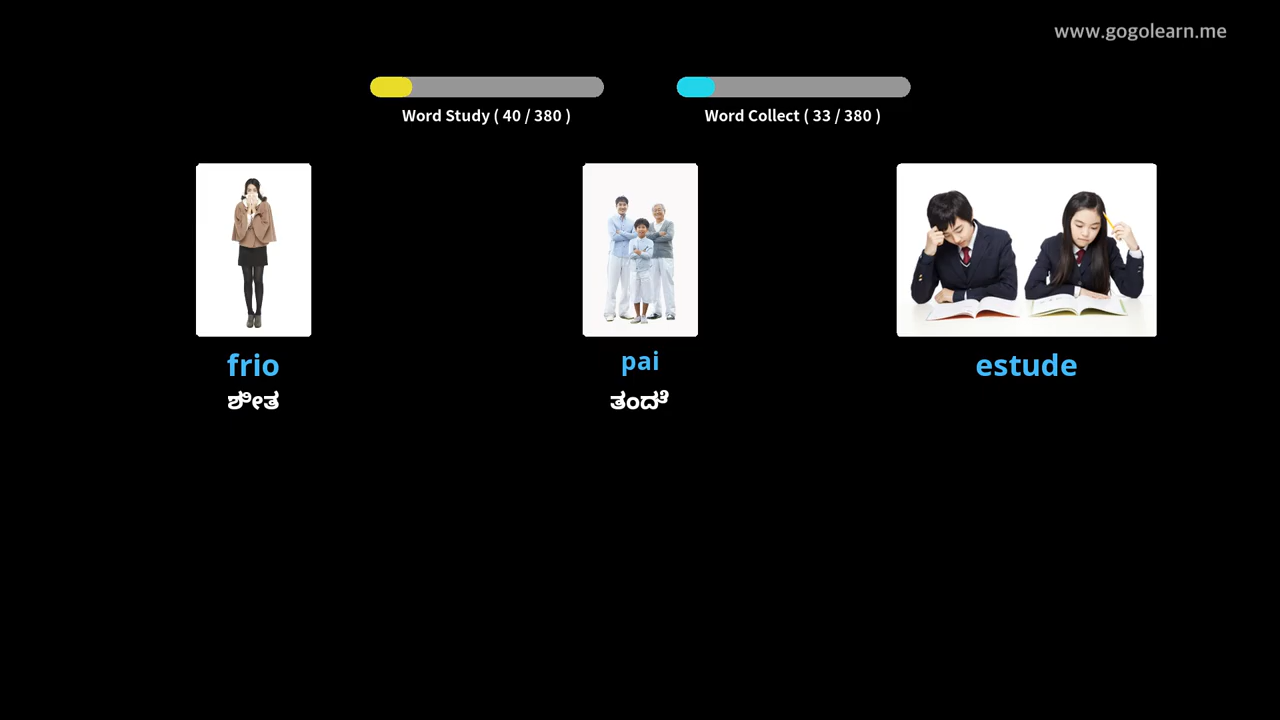 www.gogolearn.me
Word Study ( 40 / 380 )
Word Collect ( 33 / 380 )
frio
pai
estude
ಶೀತ
ತಂದೆ